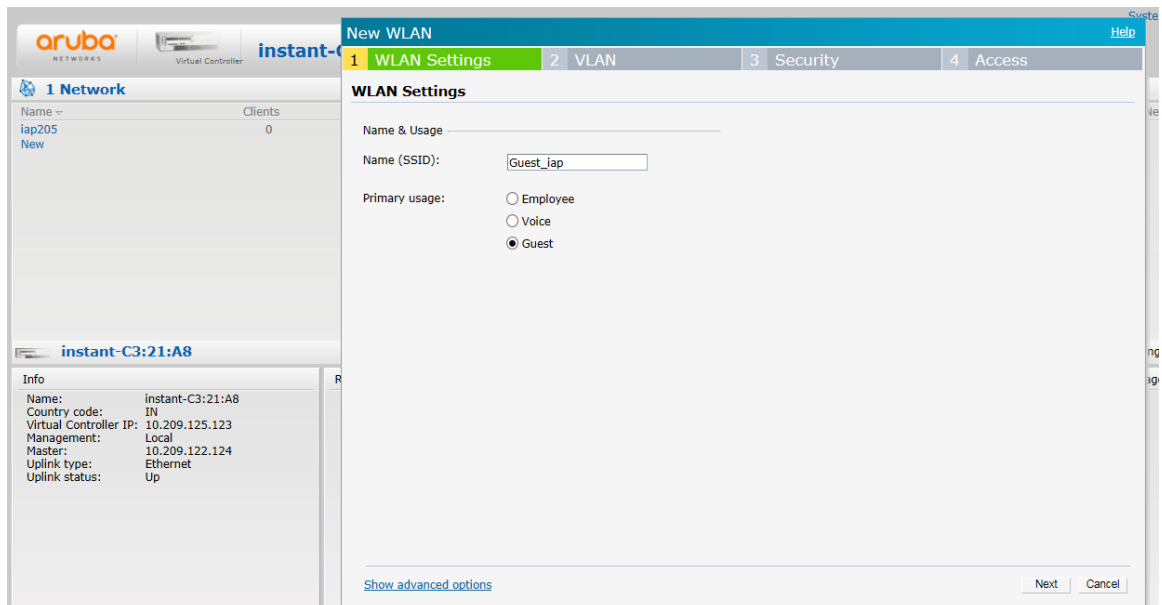 Syste
aruba
NETWORKS
Virtual Controller
instant-C
New WLAN
Help
1 WLAN Settings
2 VLAN
3 Security
4 Access
1 Network
Name
Clients
iap205
0
New
WLAN Settings
Name & Usage
Name (SSID):
Guest_iap
Primary usage:
Employee
Voice
Guest
instant-C3:21:A8
Info
Name: instant-C3:21:A8
Country code: IN
Virtual Controller IP: 10.209.125.123
Management: Local
Master: 10.209.122.124
Uplink type: Ethernet
Uplink status: Up
R
Show advanced options
Next
Cancel